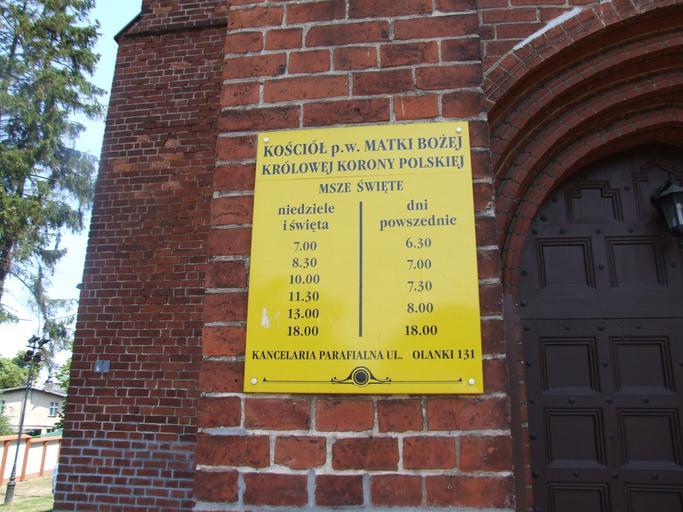 KOŚCIÓŁ p.w. MATKI BOŻEJ
KRÓLOWEJ KORONY POLSKIEJ
MSZE ŚWIĘTE
niedziele
i święta
7.00
8.30
10.00
11.30
13.00
18.00
dni
powszednie
6.30
7.00
7.30
8.00
18.00
KANCELARIA PARAFIALNA UL. OLANKI 131